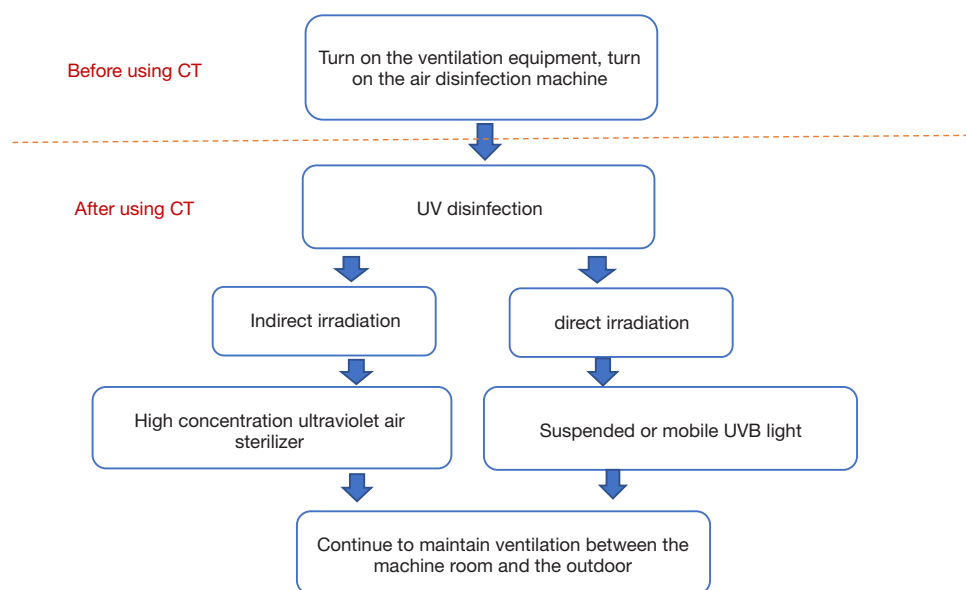 Before using CT
Turn on the ventilation equipment, turn
on the air disinfection machine
After using CT
UV disinfection
Indirect irradiation
direct irradiation
High concentration ultraviolet air
sterilizer
Suspended or mobile UVB light
Continue to maintain ventilation between the
machine room and the outdoor